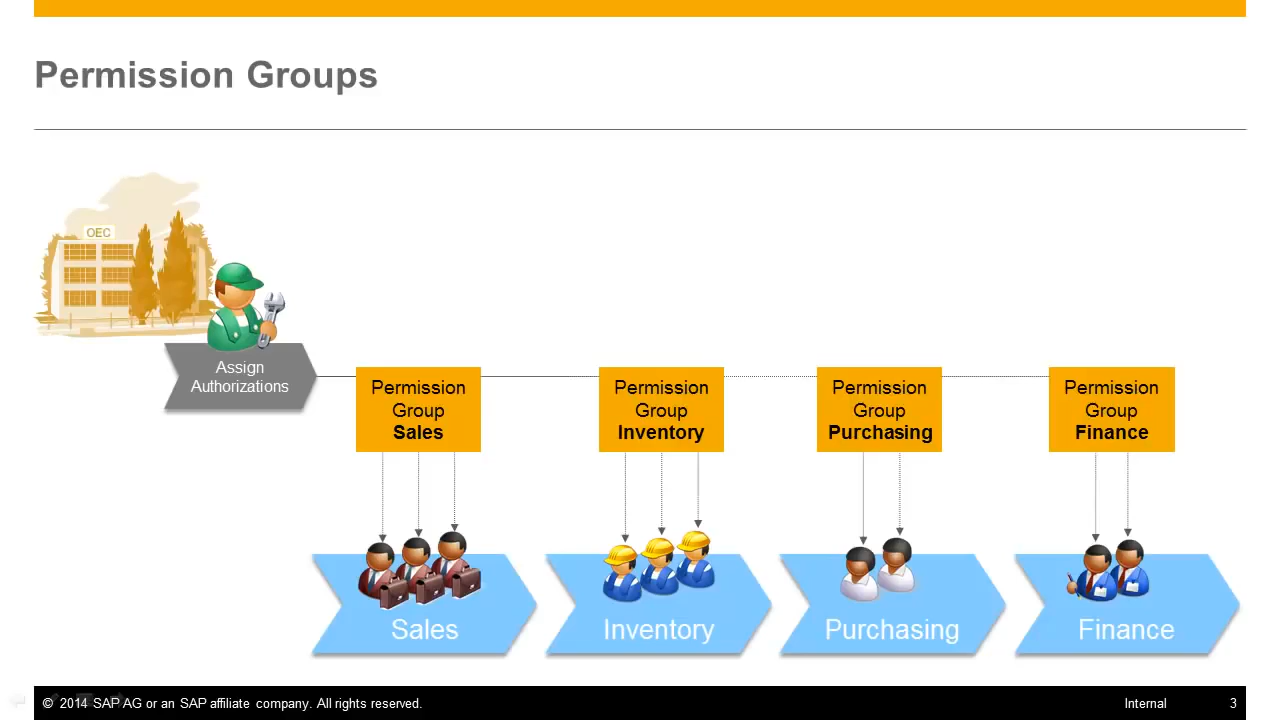 Permission Groups
OEC
Assign
Authorizations
Permission
Group
Sales
Permission
Group
Inventory
Permission
Group
Purchasing
Permission
Group
Finance
Sales
Inventory
Purchasing
Finance
© 2014 SAP AG or an SAP affiliate company. All rights reserved.
Internal
3